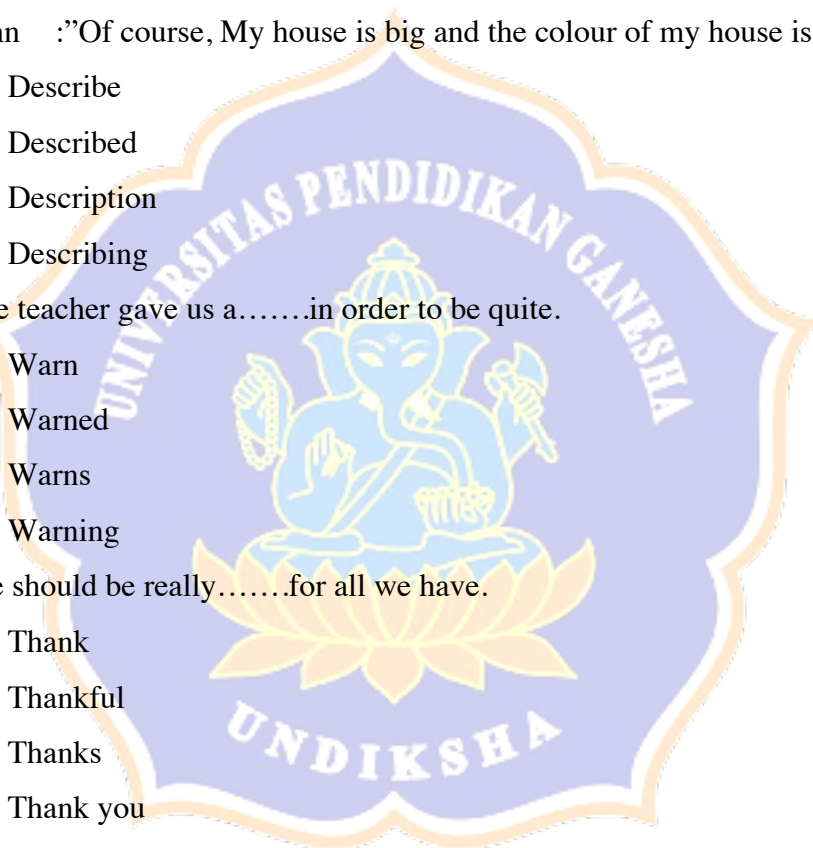 nn :”Of course, My house is big and the colour of my house is
Describe
Described
Description
Describing
e teacher gave us a…….in order to be quite.
Warn
Warned
Warns
Warning
e should be really…….for all we have.
Thank
Thankful
Thanks
Thank you
UNIVERSITAS PENDIDIKAN GANESHA
UNDIKSHA